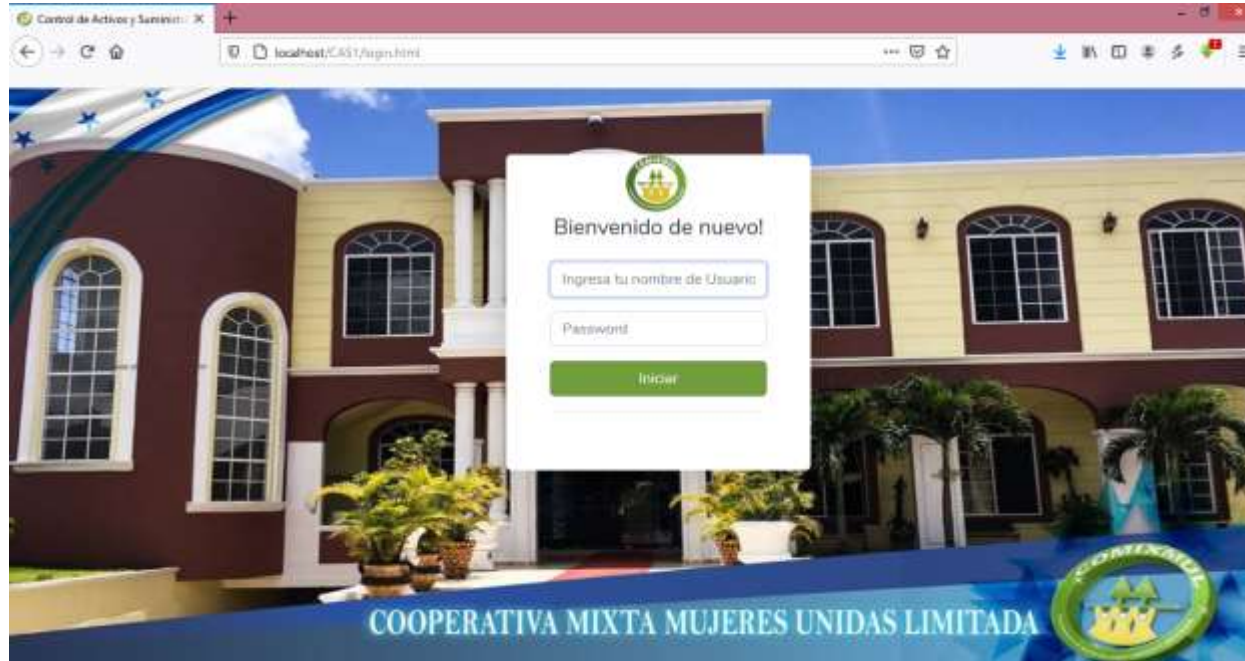 Control de Activos y Suminist
localhost/CAS1/login.html
Bienvenido de nuevo!
Ingresa tu nombre de Usuario
Password
Iniciar
COOPERATIVA MIXTA MUJERES UNIDAS LIMITADA
COMIXMUL